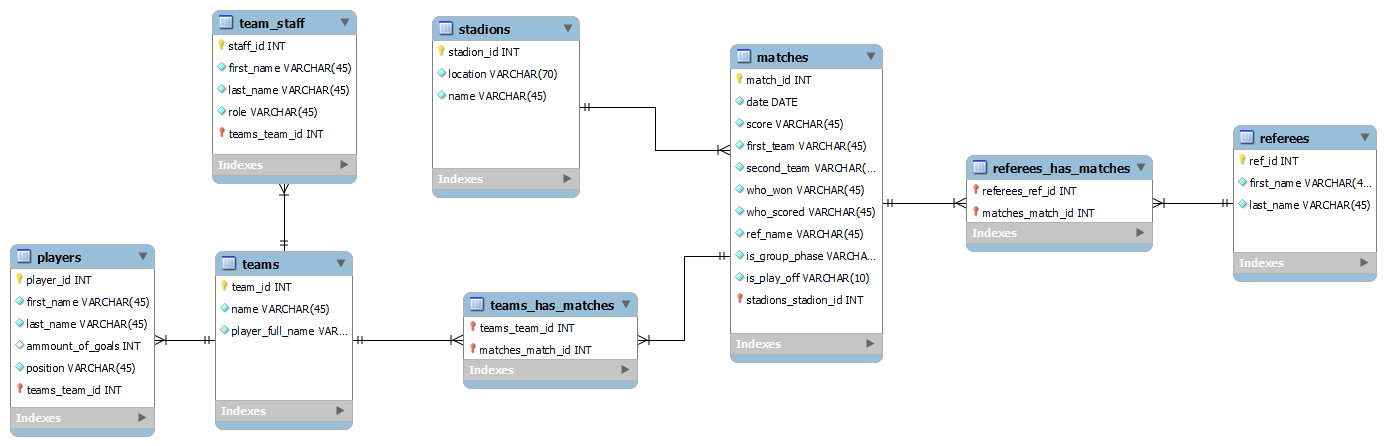 team_staff
staff_id INT
first_name VARCHAR(45)
last_name VARCHAR(45)
role VARCHAR(45)
teams_team_id INT
Indexes
stadions
stadion_id INT
location VARCHAR(70)
name VARCHAR(45)
Indexes
matches
match_id INT
date DATE
score VARCHAR(45)
first_team VARCHAR(45)
second_team VARCHAR(...
who_won VARCHAR(45)
who_scored VARCHAR(45)
ref_name VARCHAR(45)
is_group_phase VARCHA...
is_play_off VARCHAR(10)
stadions_stadion_id INT
Indexes
referees_has_matches
referees_ref_id INT
matches_match_id INT
Indexes
referees
ref_id INT
first_name VARCHAR(4...
last_name VARCHAR(45)
Indexes
players
player_id INT
first_name VARCHAR(45)
last_name VARCHAR(45)
ammount_of_goals INT
position VARCHAR(45)
teams_team_id INT
Indexes
teams
team_id INT
name VARCHAR(45)
player_full_name VAR...
Indexes
teams_has_matches
teams_team_id INT
matches_match_id INT
Indexes